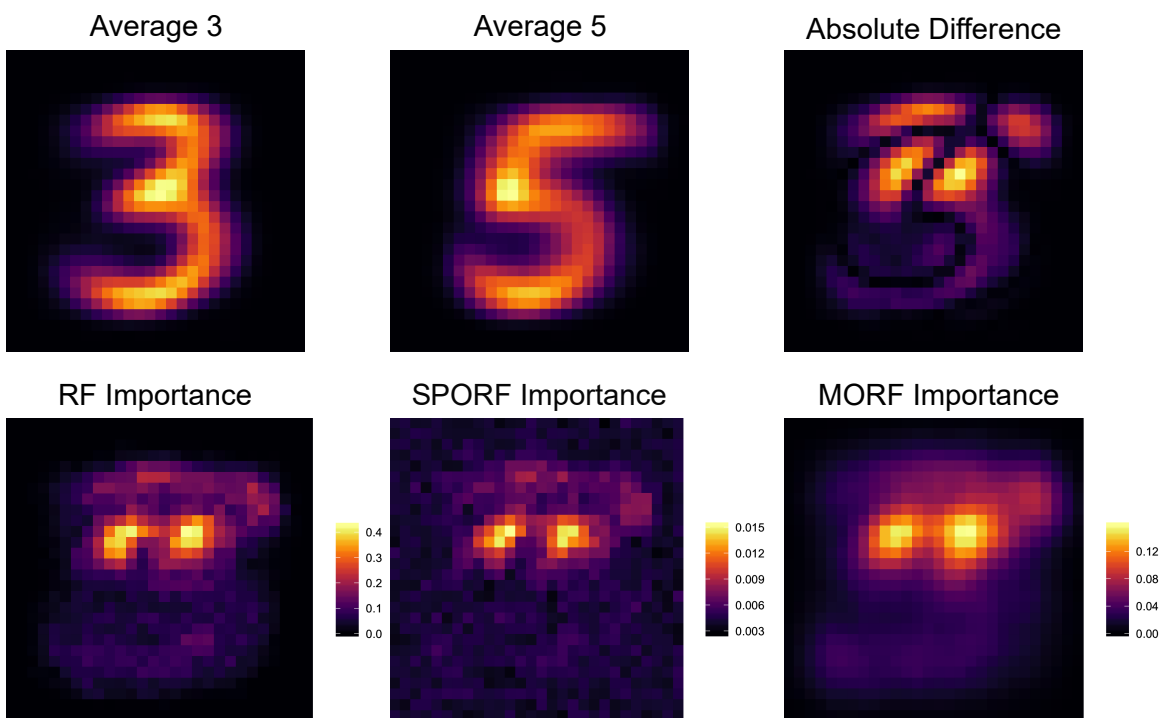 Average 3
Average 5
Absolute Difference
RF Importance
SPORF Importance
MORF Importance
0.4
0.3
0.2
0.1
0.0
0.015
0.012
0.009
0.006
0.003
0.12
0.08
0.04
0.00